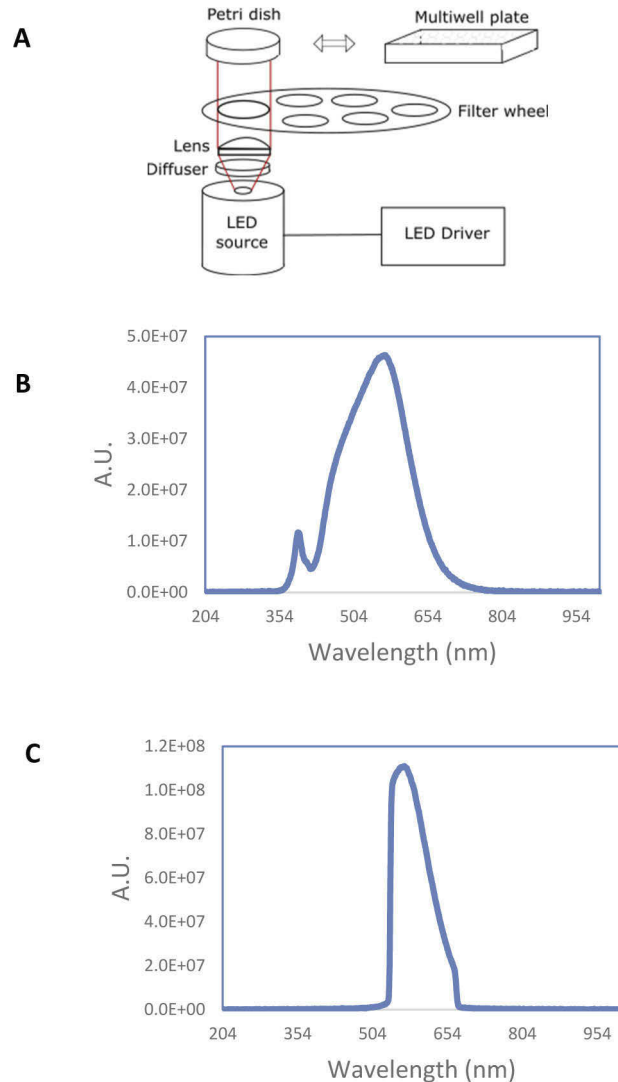 A
Petri dish
Multiwell plate
Filter wheel
Lens
Diffuser
LED
source
LED Driver
B
5.0E+07
4.0E+07
3.0E+07
2.0E+07
1.0E+07
0.0E+00
A.U.
204 354 504 654 804 954
Wavelength (nm)
C
1.2E+08
1.0E+08
8.0E+07
6.0E+07
4.0E+07
2.0E+07
0.0E+00
A.U.
204 354 504 654 804 954
Wavelength (nm)